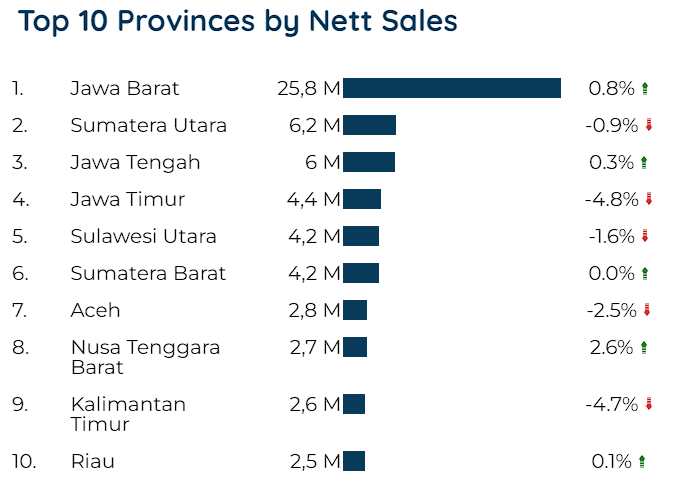 Top 10 Provinces by Nett Sales
1. Jawa Barat 25,8 M 0.8%
2. Sumatera Utara 6,2 M -0.9%
3. Jawa Tengah 6 M 0.3%
4. Jawa Timur 4,4 M -4.8%
5. Sulawesi Utara 4,2 M -1.6%
6. Sumatera Barat 4,2 M 0.0%
7. Aceh 2,8 M -2.5%
8. Nusa Tenggara 2,7 M 2.6%
Barat
9. Kalimantan 2,6 M -4.7%
Timur
10. Riau 2,5 M 0.1%